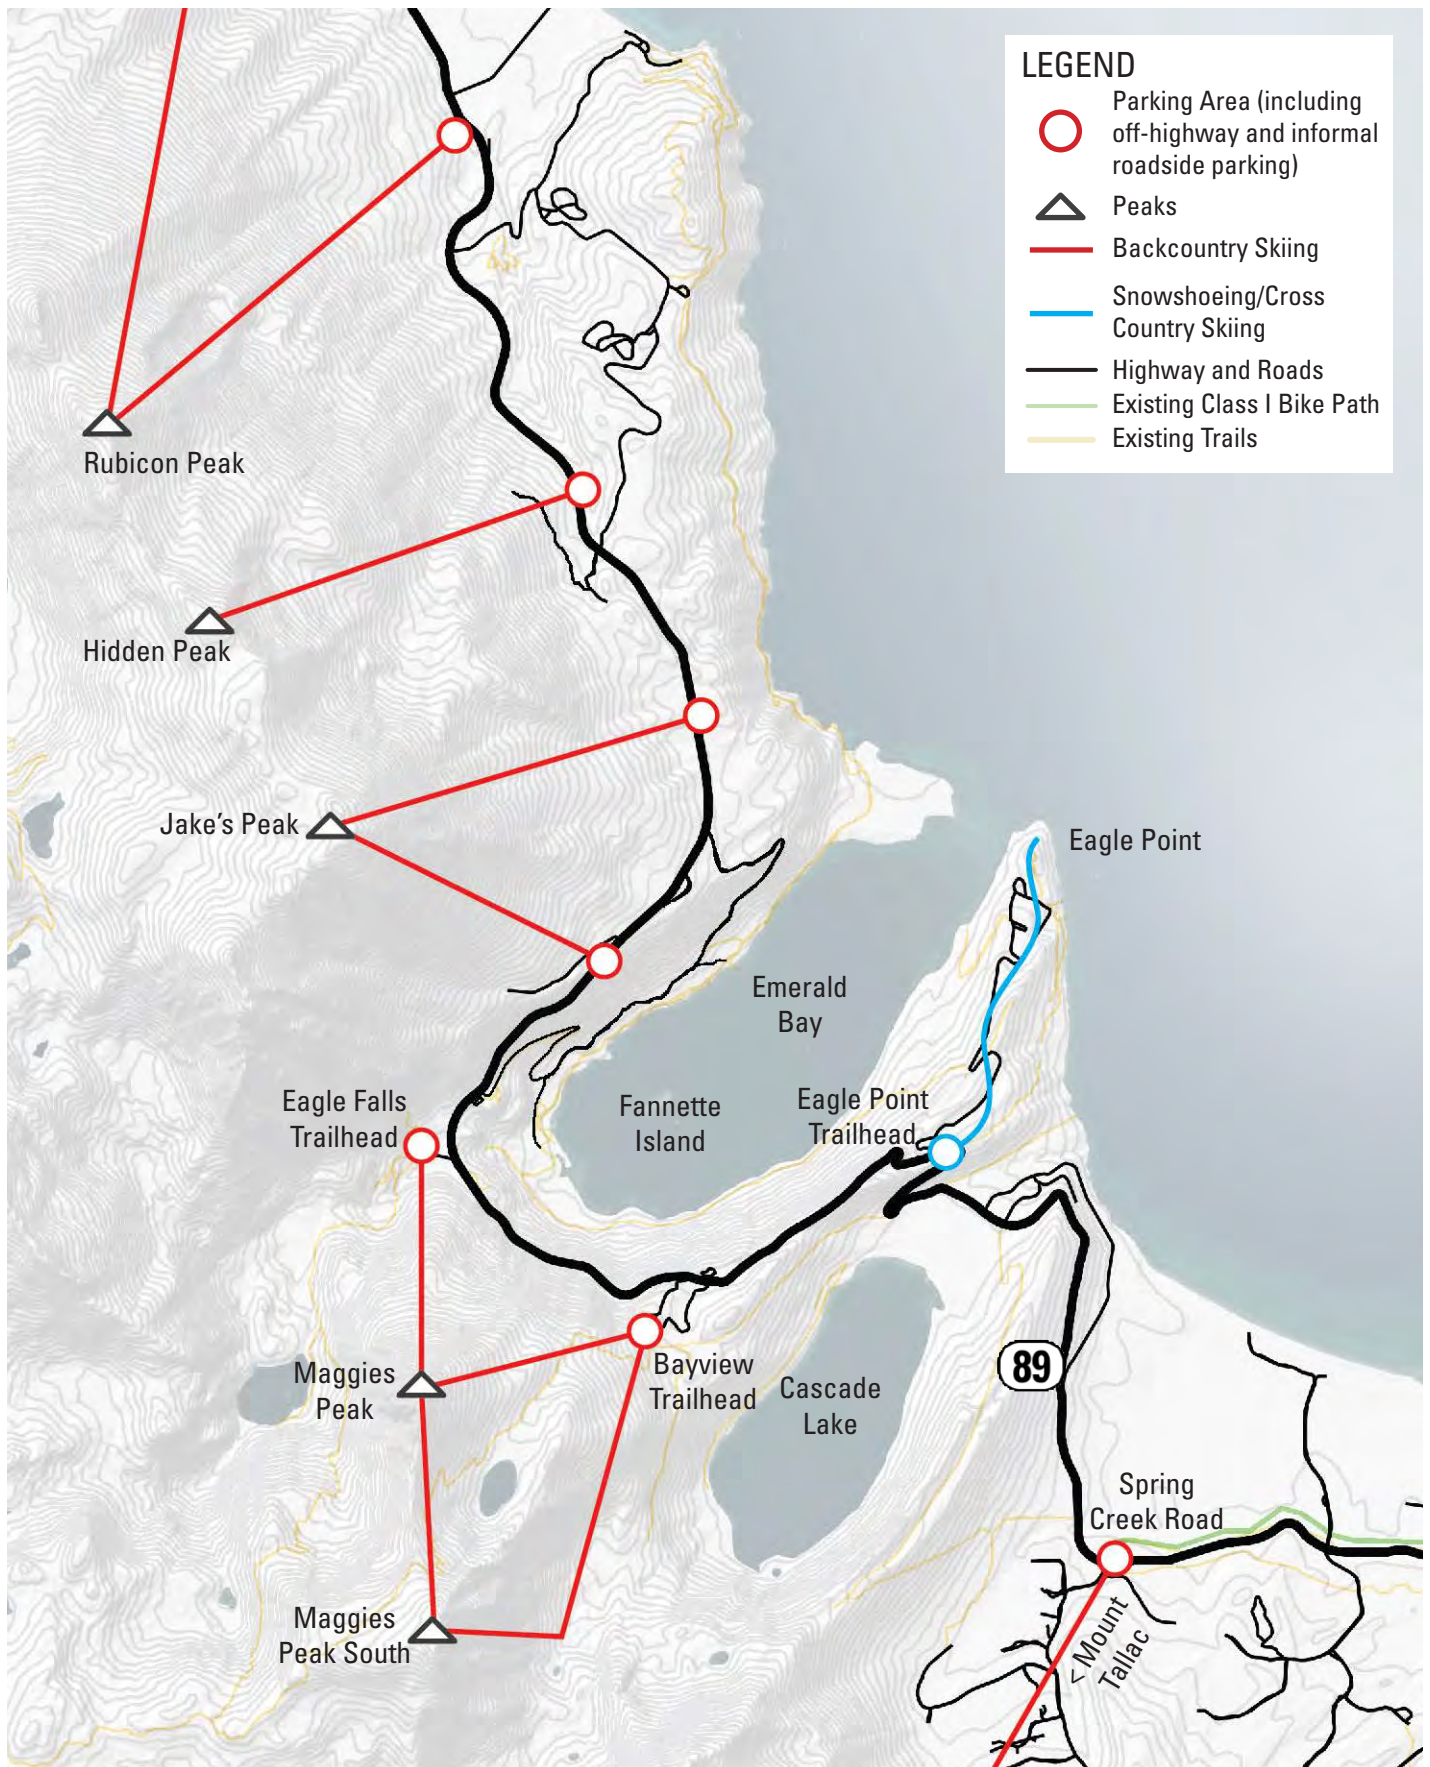 LEGEND
Parking Area (including
off-highway and informal
roadside parking)
Peaks
Backcountry Skiing
Snowshoeing/Cross
Country Skiing
Highway and Roads
Existing Class I Bike Path
Existing Trails
Rubicon Peak
Hidden Peak
Jake's Peak
Eagle Point
Emerald
Bay
Eagle Falls
Trailhead
Fannette
Island
Eagle Point
Trailhead
Maggies
Peak
Bayview
Trailhead
Cascade
Lake
89
Spring
Creek Road
Maggies
Peak South
< Mount
Tallac